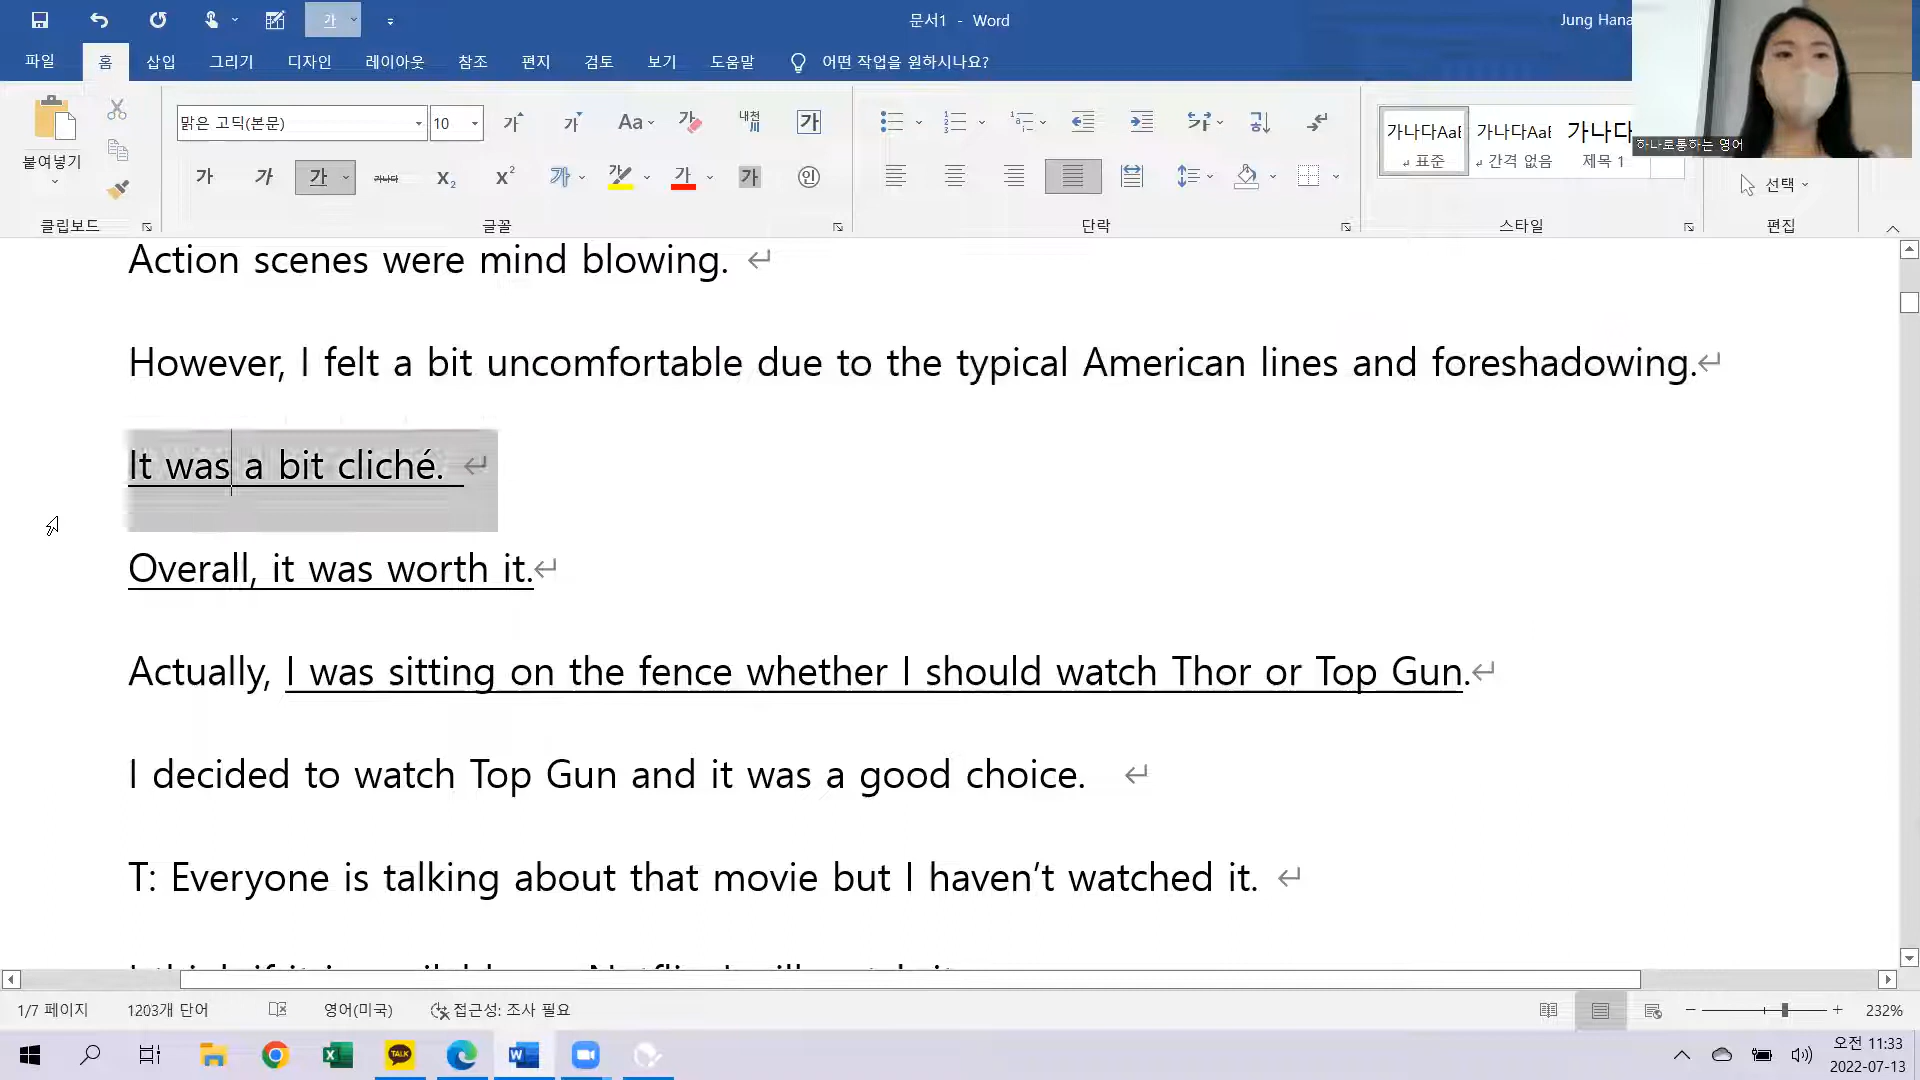 문서1 - Word
Jung Hana
파일 홈 삽입 그리기 디자인 레이아웃 참조 편지 검토 보기 도움말 어떤 작업을 원하시나요?
하나로통하는 영어
붙여넣기
맑은 고딕(본문) 10
가나다AaB 가나다AaB 가나다
표준 간격 없음 제목 1
선택
클립보드 글꼴 단락 스타일 편집
Action scenes were mind blowing.
However, I felt a bit uncomfortable due to the typical American lines and foreshadowing.
It was a bit cliché.
Overall, it was worth it.
Actually, I was sitting on the fence whether I should watch Thor or Top Gun.
I decided to watch Top Gun and it was a good choice.
T: Everyone is talking about that movie but I haven't watched it.
1/7 페이지 1203개 단어 영어(미국) 접근성: 조사 필요 232%
TALK
오전 11:33
2022-07-13